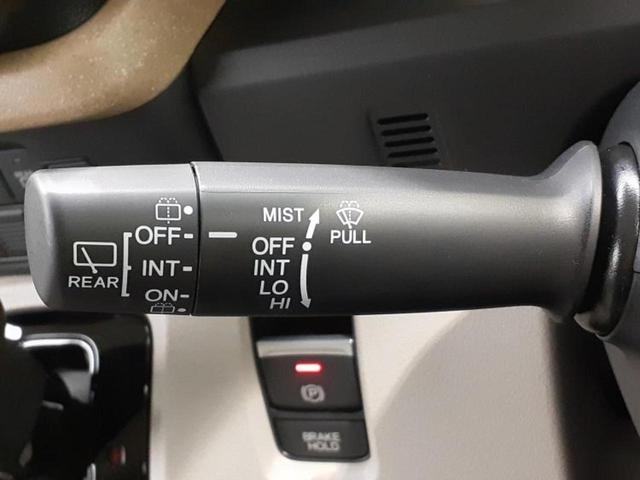 OFF
INT
ON
REAR
MIST
OFF
INT
LO
HI
PULL
P
BRAKE
HOLD